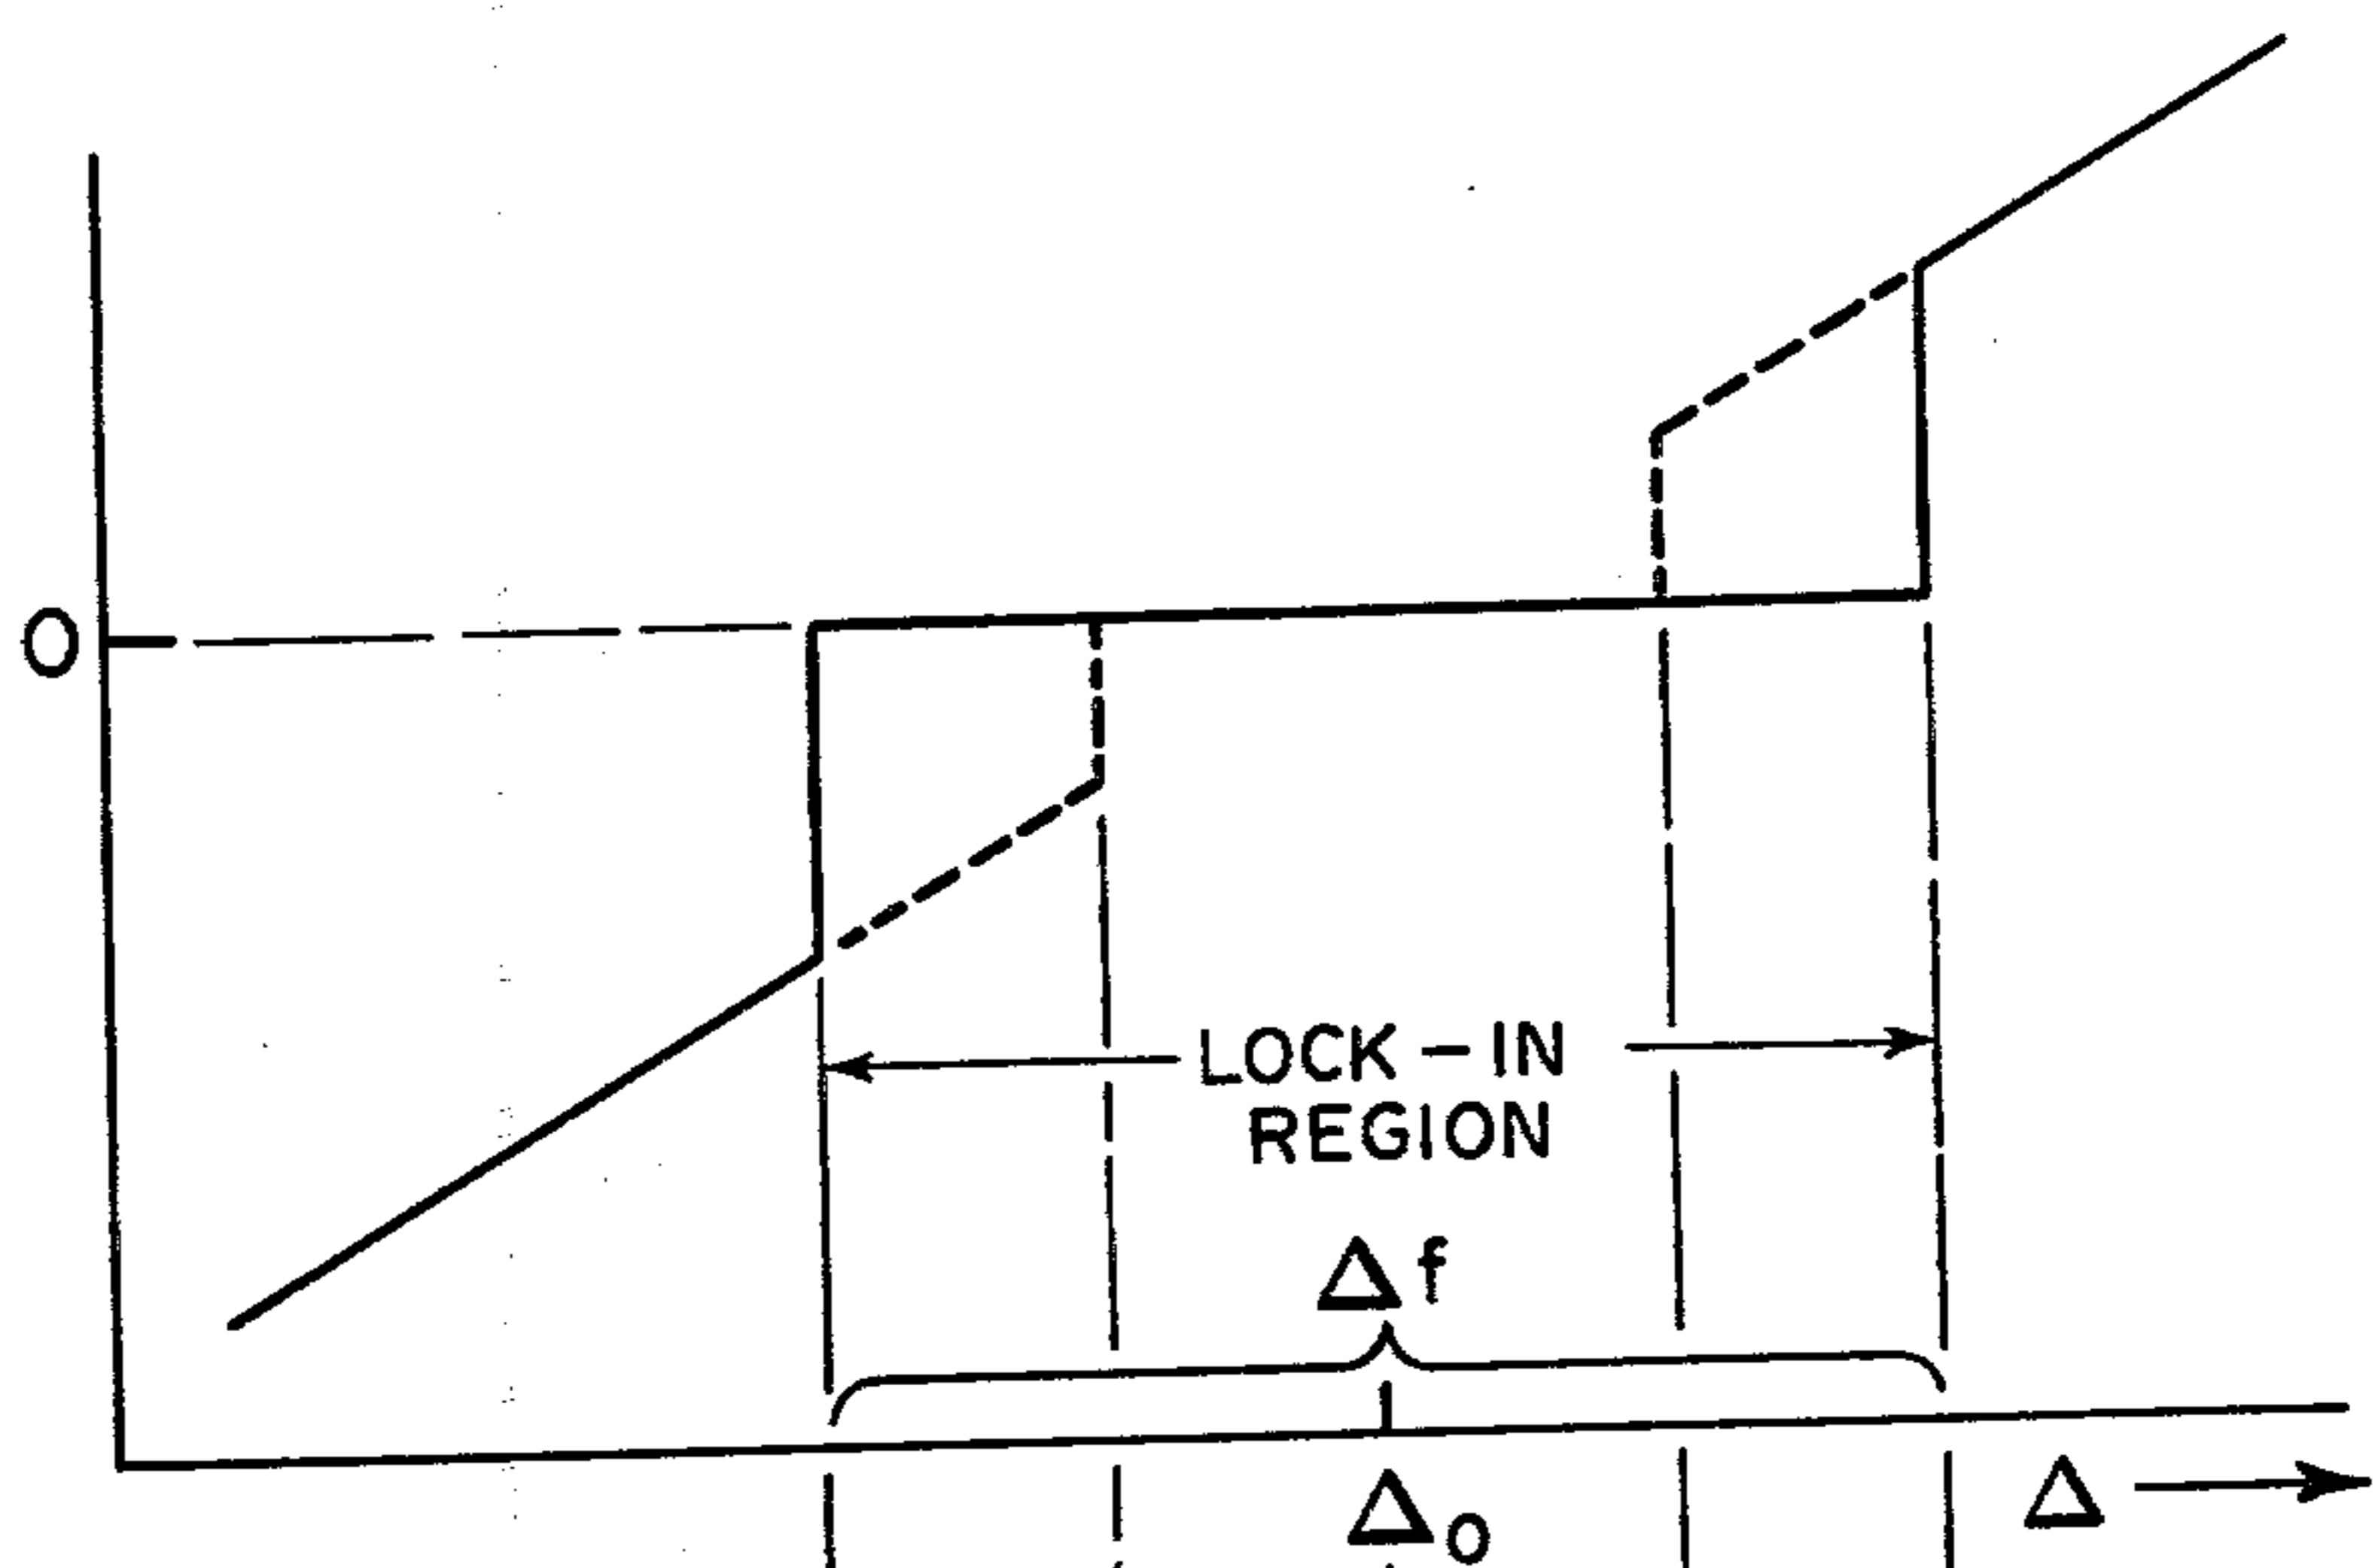 O
LOCK-IN
REGION
Δf
Δ₀
Δ